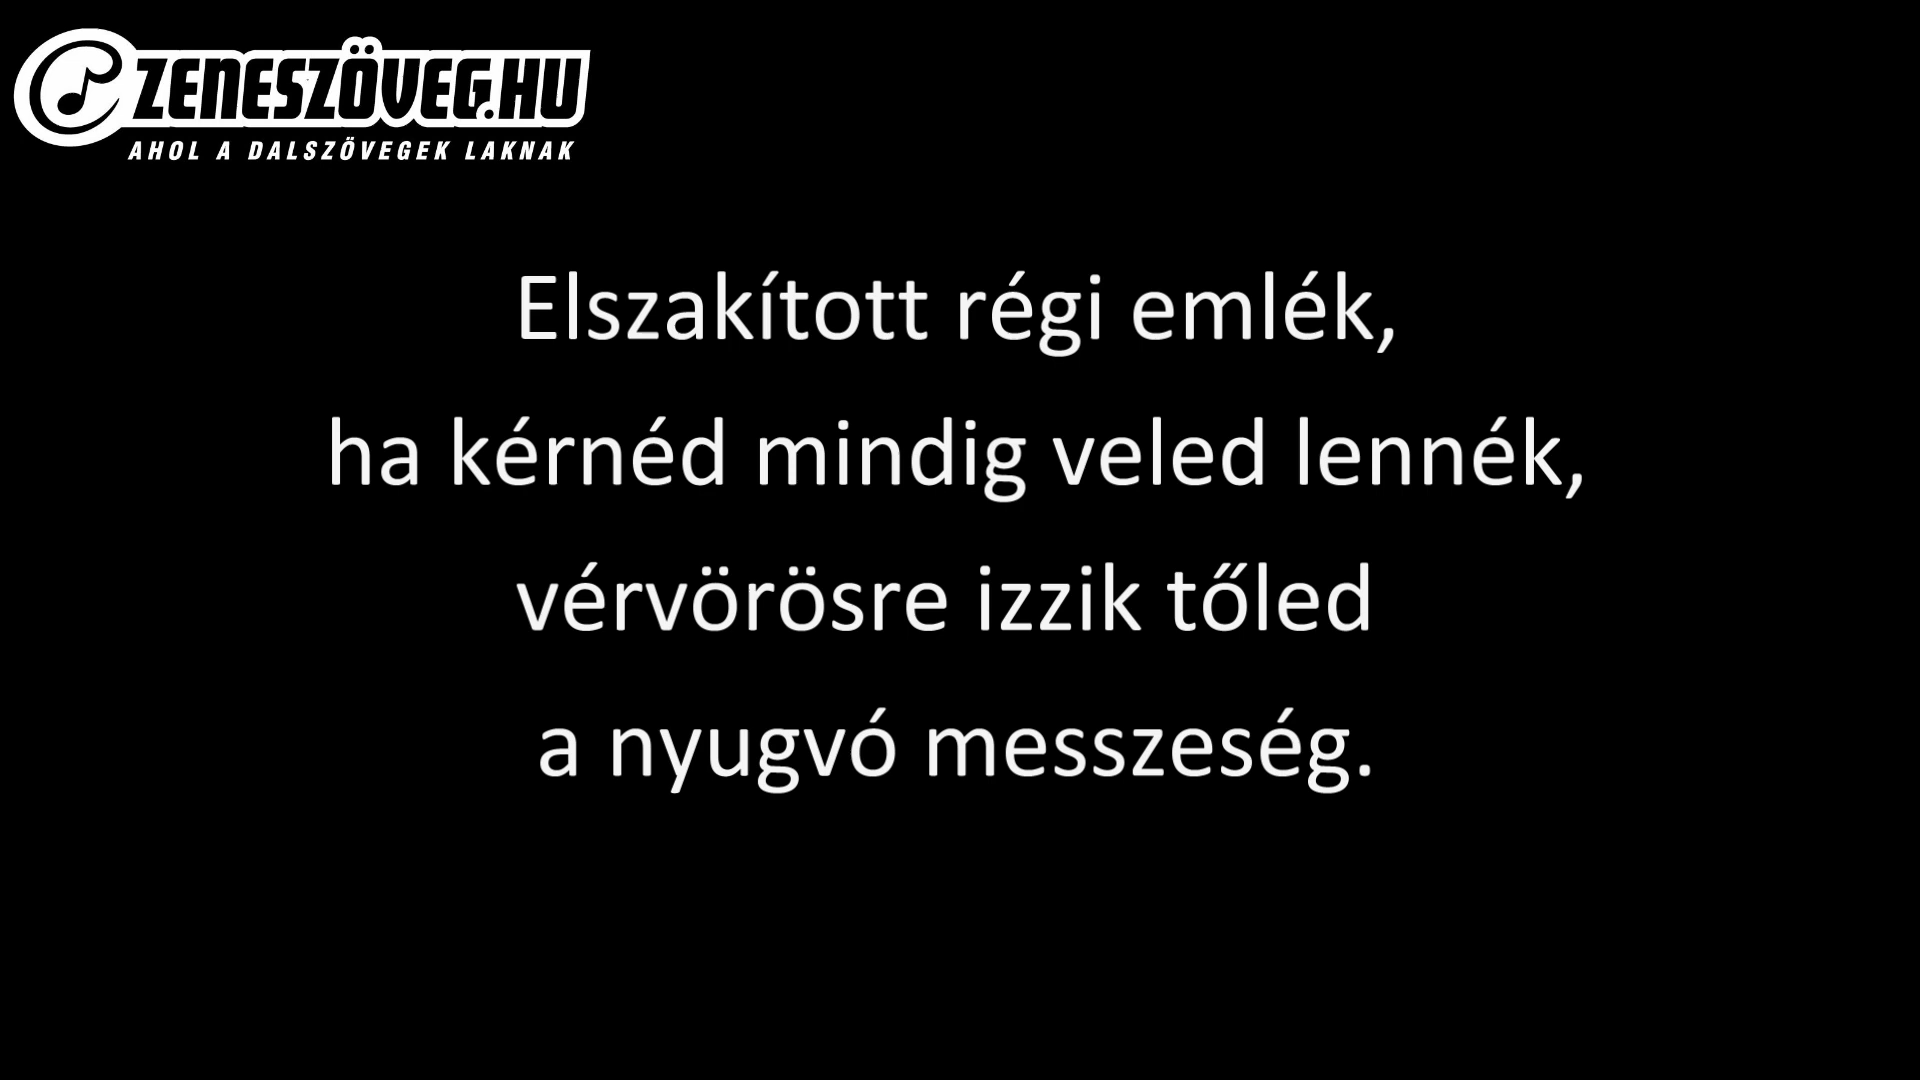 ZENESZÖVEG.HU
AHOL A DALSZÖVEGEK LAKNAK
Elszakított régi emlék,
ha kérnéd mindig veled lennék,
vérvörösre izzik tőled
a nyugvó messzeség.